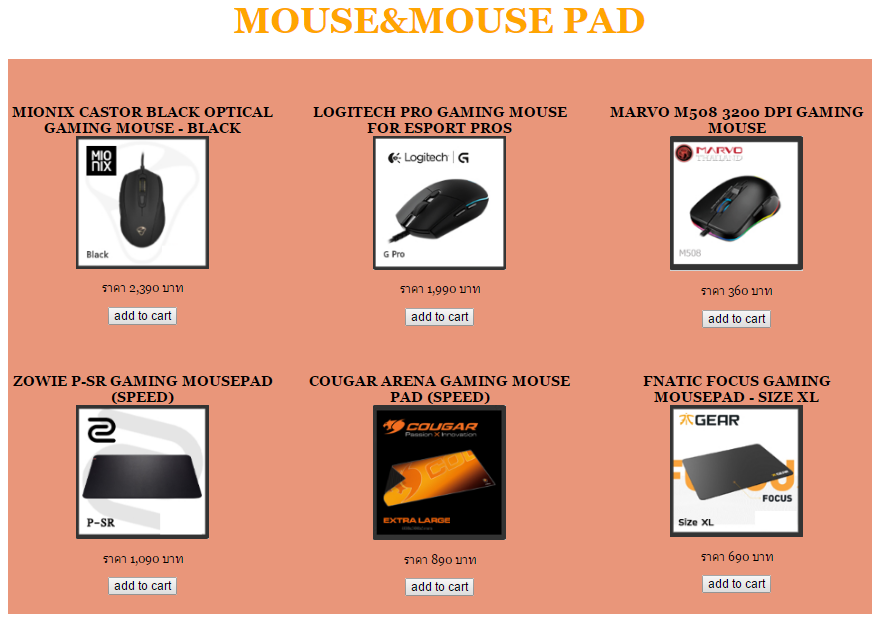 MOUSE&MOUSE PAD
MIONIX CASTOR BLACK OPTICAL
GAMING MOUSE - BLACK
MIO
NIX
Black
ราคา 2,390 บาท
add to cart
LOGITECH PRO GAMING MOUSE
FOR ESPORT PROS
Logitech G
G Pro
ราคา 1,990 บาท
add to cart
MARVO M508 3200 DPI GAMING
MOUSE
MARVO
THAILAND
M508
ราคา 360 บาท
add to cart
ZOWIE P-SR GAMING MOUSEPAD
(SPEED)
P-SR
ราคา 1,090 บาท
add to cart
COUGAR ARENA GAMING MOUSE
PAD (SPEED)
COUGAR
Passion X Innovation
EXTRA LARGE
ราคา 890 บาท
add to cart
FNATIC FOCUS GAMING
MOUSEPAD - SIZE XL
GEAR
FOCUS
Size XL
ราคา 690 บาท
add to cart